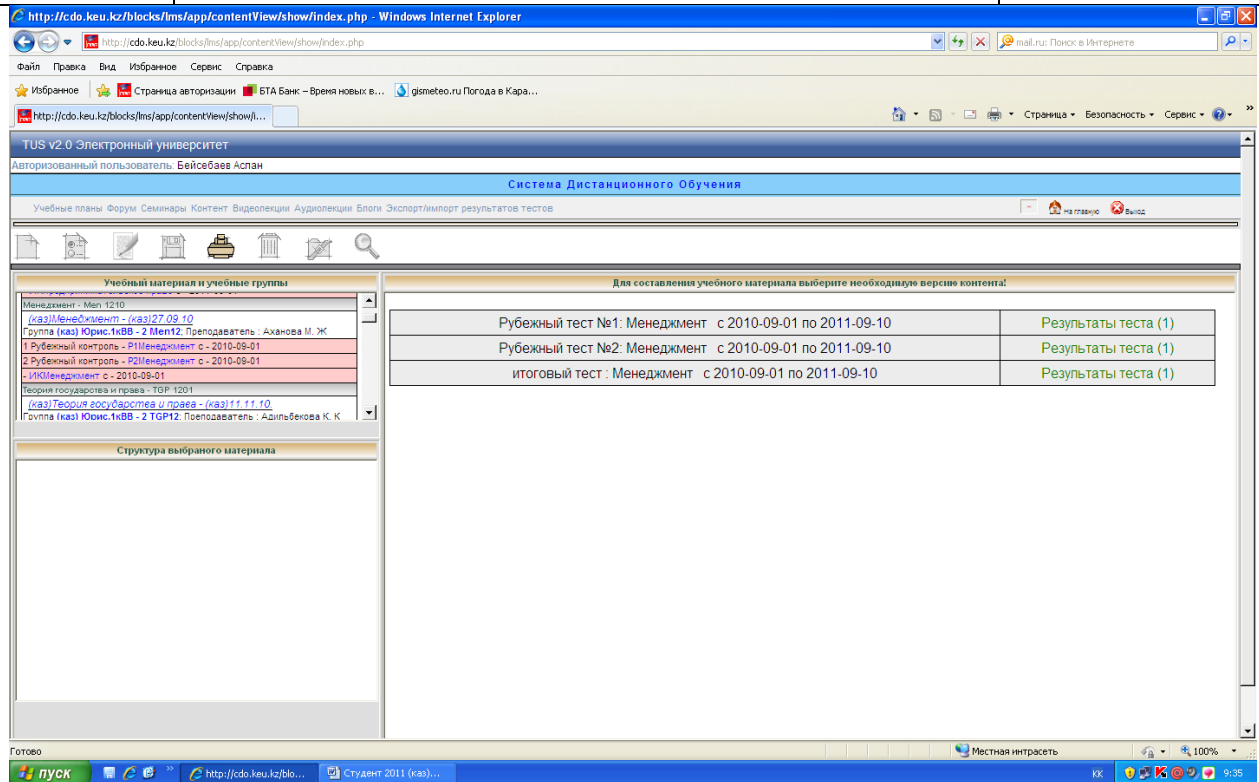 http://cdo.keu.kz/blocks/lms/app/contentView/show/index.php - Windows Internet Explorer
http://cdo.keu.kz/blocks/lms/app/contentView/show/index.php
mail.ru: Поиск в Интернете
Файл Правка Вид Избранное Сервис Справка
Избранное Страница авторизации БТА Банк – Время новых в... gismeteo.ru Погода в Кара...
http://cdo.keu.kz/blocks/lms/app/contentView/show/i...
Страница Безопасность Сервис
TUS v2.0 Электронный университет
Авторизованный пользователь: Бейсебаев Аслан
Система Дистанционного Обучения
Учебные планы Форум Семинары Контент Видеолекции Аудиолекции Блоги Экспорт/импорт результатов тестов
На главную Выход
Учебный материал и учебные группы
Менеджмент - Men 1210
(каз)Менеджмент - (каз)27.09.10
Группа (каз) Юрис.1кВВ - 2 Men12; Преподаватель : Аханова М. Ж
1 Рубежный контроль - Р1Менеджмент с - 2010-09-01
2 Рубежный контроль - Р2Менеджмент с - 2010-09-01
- ИКМенеджмент с - 2010-09-01
Теория государства и права - TGP 1201
(каз)Теория государства и права - (каз)11.11.10.
Группа (каз) Юрис.1кВВ - 2 TGP12; Преподаватель : Адильбекова К. К
Структура выбраного материала
Для составления учебного материала выберите необходимую версию контента!
Рубежный тест №1: Менеджмент с 2010-09-01 по 2011-09-10 Результаты теста (1)
Рубежный тест №2: Менеджмент с 2010-09-01 по 2011-09-10 Результаты теста (1)
итоговый тест : Менеджмент с 2010-09-01 по 2011-09-10 Результаты теста (1)
Готово
Местная интрасеть
100%
пуск
http://cdo.keu.kz/blo...
Студент 2011 (каз)...
KK
9:35